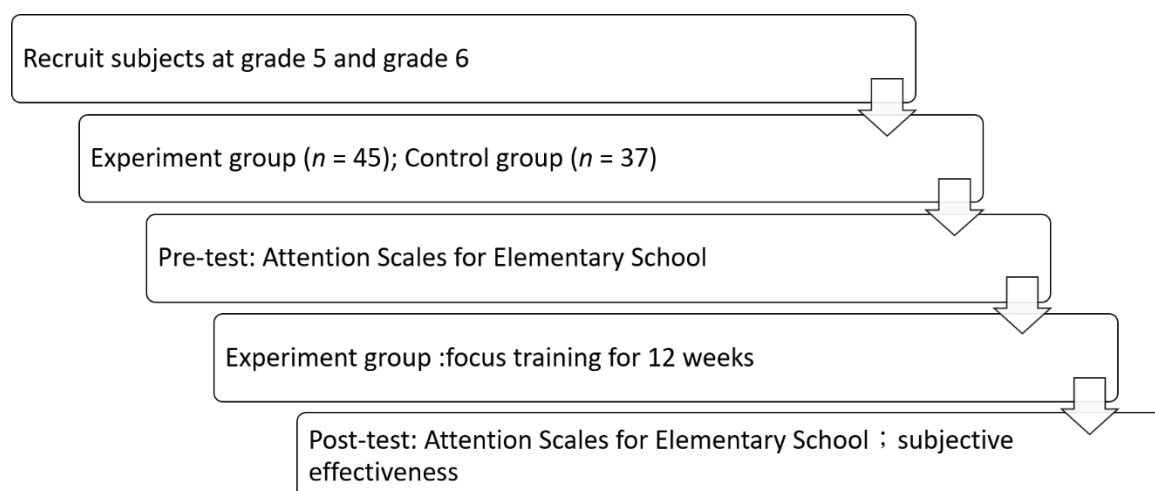 Recruit subjects at grade 5 and grade 6
Experiment group (n = 45); Control group (n = 37)
Pre-test: Attention Scales for Elementary School
Experiment group :focus training for 12 weeks
Post-test: Attention Scales for Elementary School；subjective
effectiveness